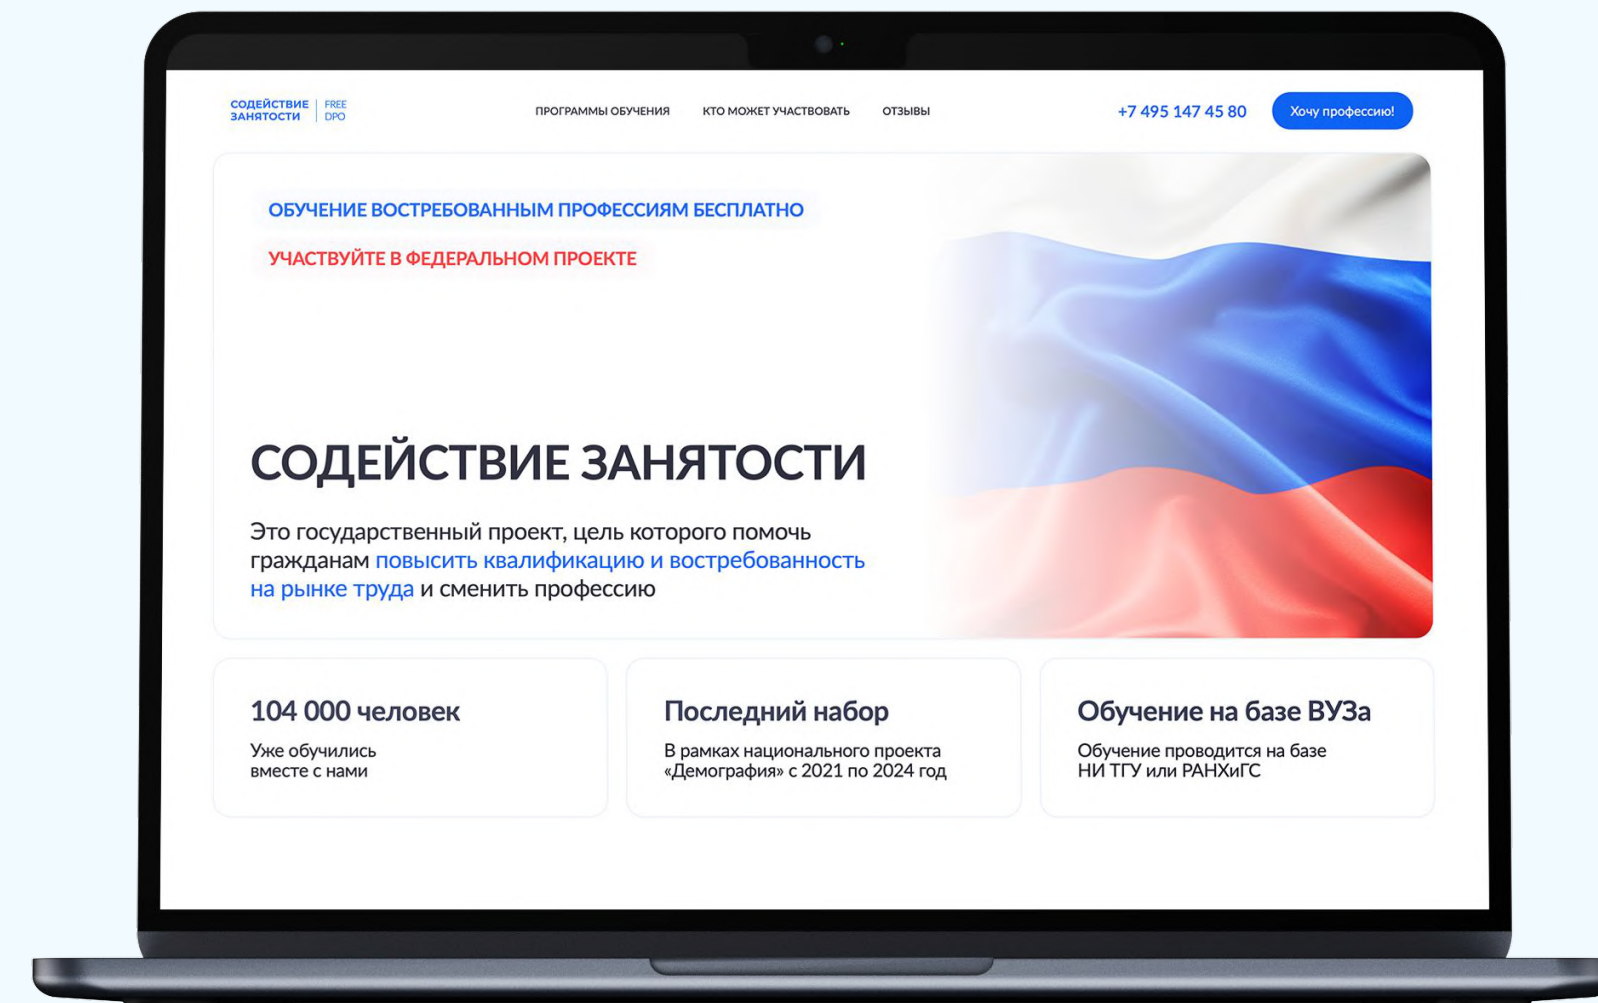 СОДЕЙСТВИЕ
ЗАНЯТОСТИ
FREE
DPO
ПРОГРАММЫ ОБУЧЕНИЯ
КТО МОЖЕТ УЧАСТВОВАТЬ
ОТЗЫВЫ
+7 495 147 45 80
Хочу профессию!
ОБУЧЕНИЕ ВОСТРЕБОВАННЫМ ПРОФЕССИЯМ БЕСПЛАТНО
УЧАСТВУЙТЕ В ФЕДЕРАЛЬНОМ ПРОЕКТЕ
СОДЕЙСТВИЕ ЗАНЯТОСТИ
Это государственный проект, цель которого помочь
гражданам повысить квалификацию и востребованность
на рынке труда и сменить профессию
104 000 человек
Уже обучились
вместе с нами
Последний набор
В рамках национального проекта
«Демография» с 2021 по 2024 год
Обучение на базе ВУЗа
Обучение проводится на базе
НИ ТГУ или РАНХиГС